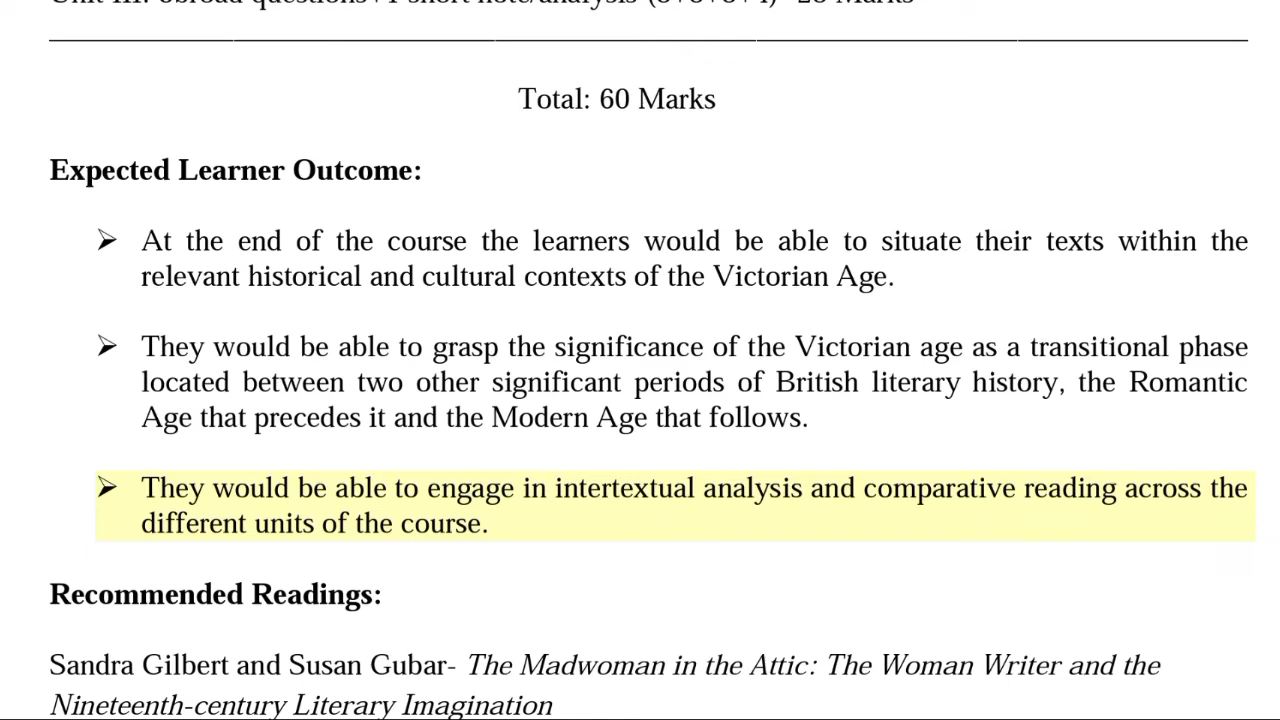 Total: 60 Marks
Expected Learner Outcome:
➢ At the end of the course the learners would be able to situate their texts within the
relevant historical and cultural contexts of the Victorian Age.
➢ They would be able to grasp the significance of the Victorian age as a transitional phase
located between two other significant periods of British literary history, the Romantic
Age that precedes it and the Modern Age that follows.
➢ They would be able to engage in intertextual analysis and comparative reading across the
different units of the course.
Recommended Readings:
Sandra Gilbert and Susan Gubar- The Madwoman in the Attic: The Woman Writer and the
Nineteenth-century Literary Imagination